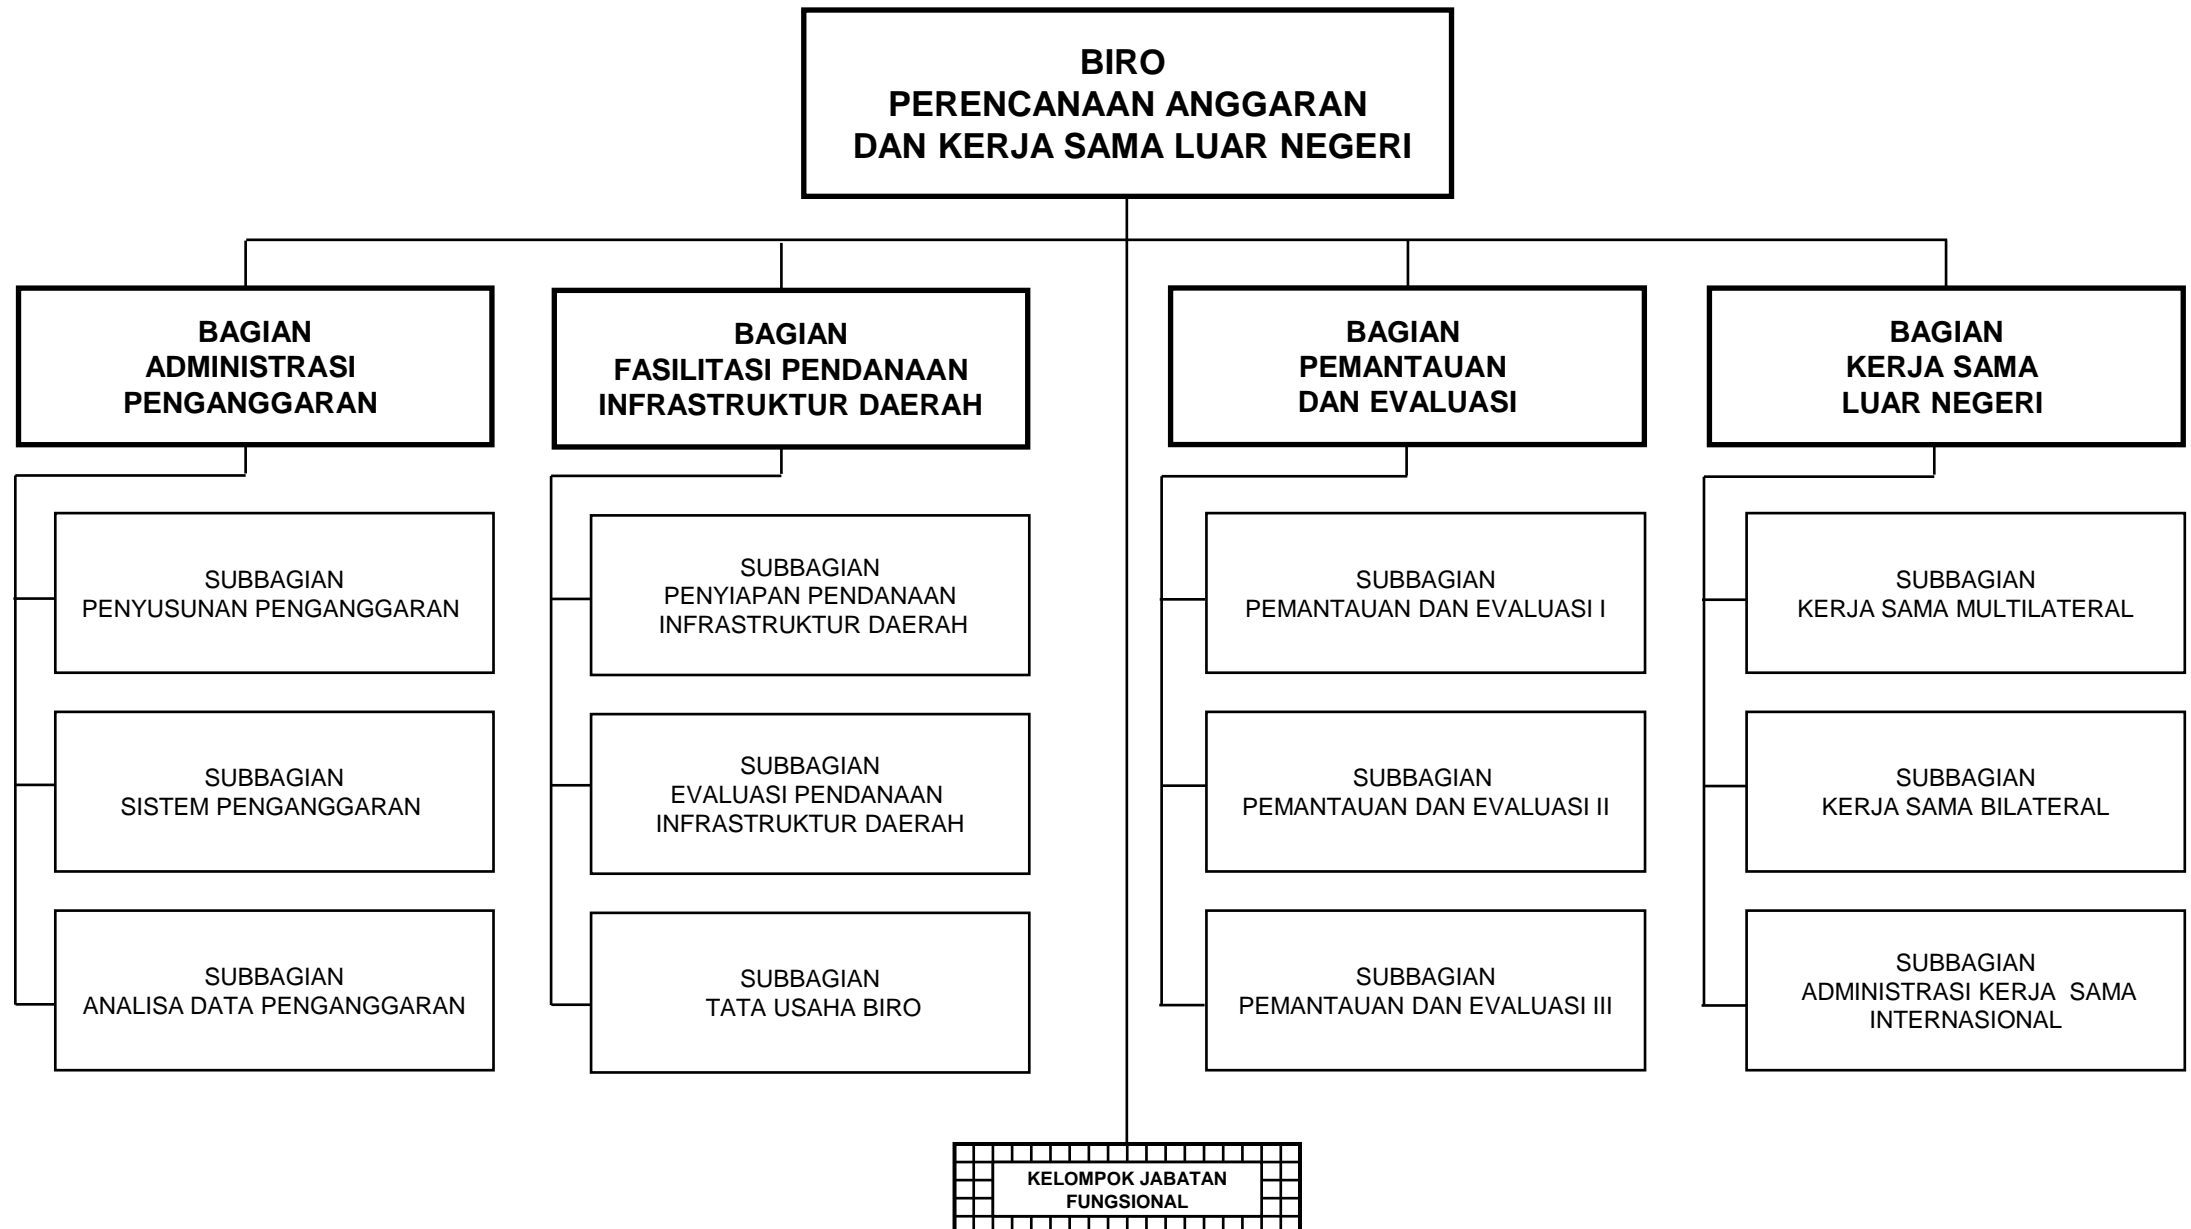 BIRO
PERENCANAAN ANGGARAN
DAN KERJA SAMA LUAR NEGERI
BAGIAN
ADMINISTRASI
PENGANGGARAN
BAGIAN
FASILITASI PENDANAAN
INFRASTRUKTUR DAERAH
BAGIAN
PEMANTAUAN
DAN EVALUASI
BAGIAN
KERJA SAMA
LUAR NEGERI
SUBBAGIAN
PENYUSUNAN PENGANGGARAN
SUBBAGIAN
PENYIAPAN PENDANAAN
INFRASTRUKTUR DAERAH
SUBBAGIAN
PEMANTAUAN DAN EVALUASI I
SUBBAGIAN
KERJA SAMA MULTILATERAL
SUBBAGIAN
SISTEM PENGANGGARAN
SUBBAGIAN
EVALUASI PENDANAAN
INFRASTRUKTUR DAERAH
SUBBAGIAN
PEMANTAUAN DAN EVALUASI II
SUBBAGIAN
KERJA SAMA BILATERAL
SUBBAGIAN
ANALISA DATA PENGANGGARAN
SUBBAGIAN
TATA USAHA BIRO
SUBBAGIAN
PEMANTAUAN DAN EVALUASI III
SUBBAGIAN
ADMINISTRASI KERJA  SAMA
INTERNASIONAL
KELOMPOK JABATAN
FUNGSIONAL